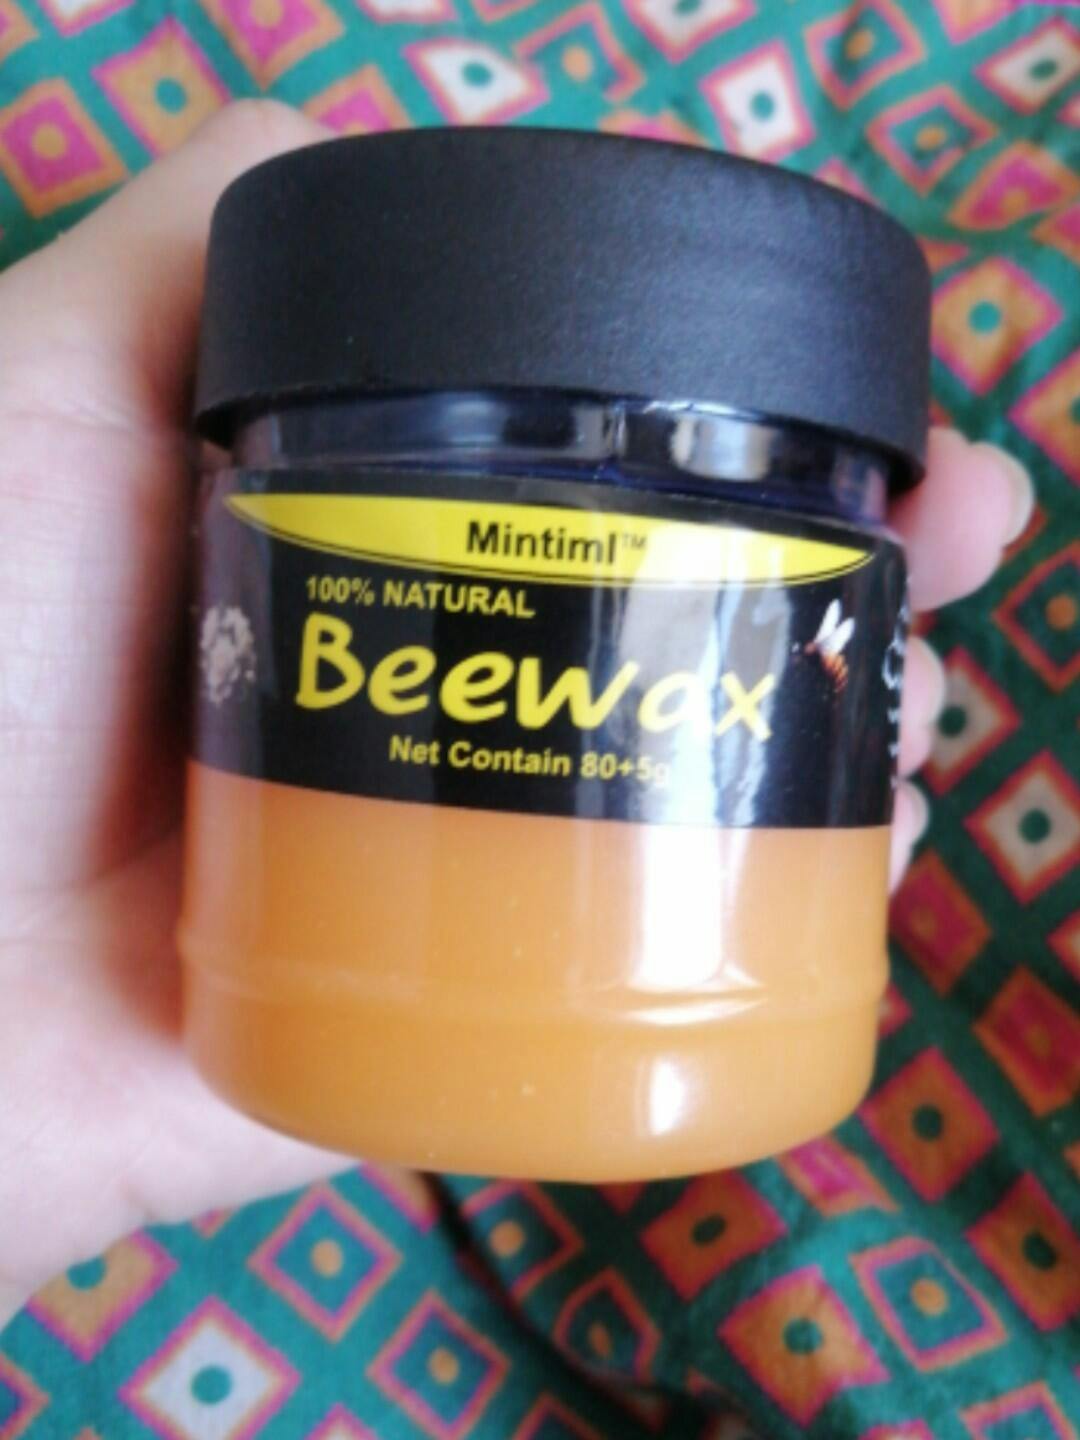 Mintiml™
100% NATURAL
Beewax
Net Contain 80+5g